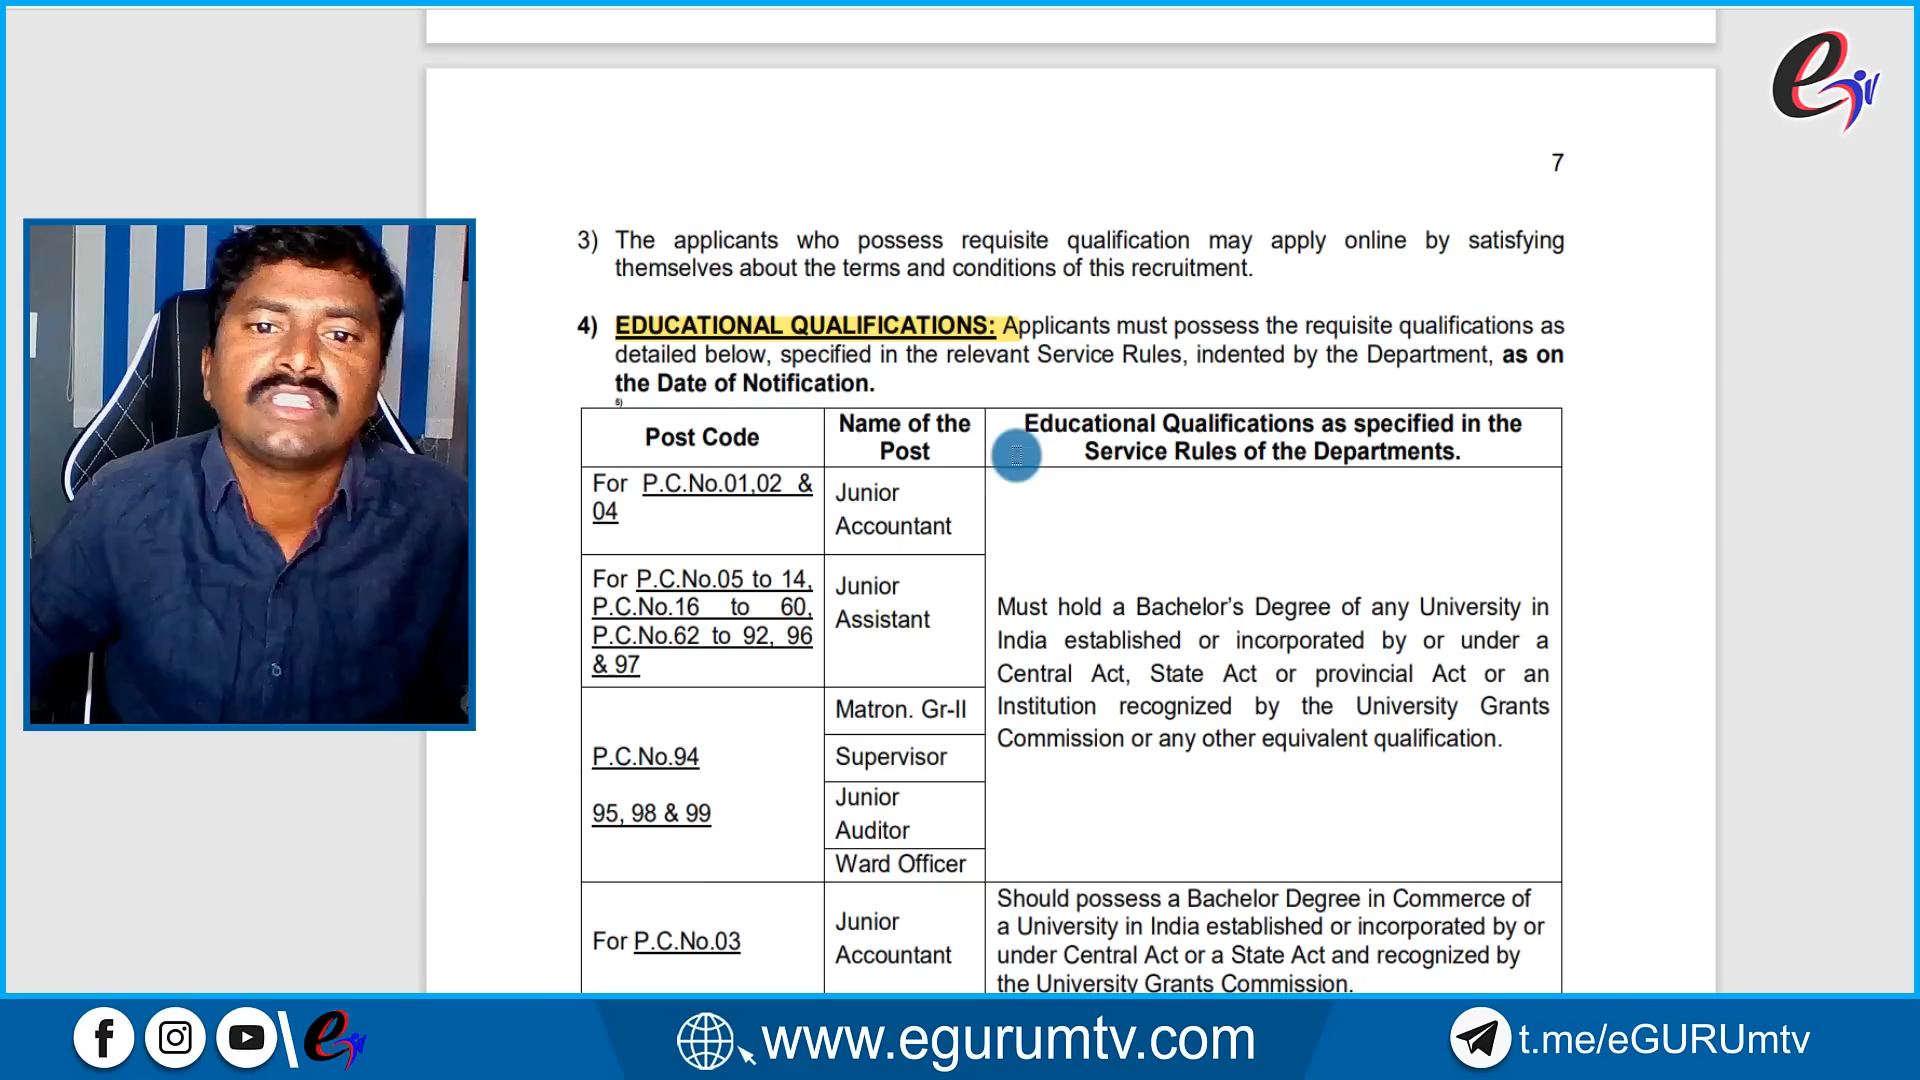 7
3) The applicants who possess requisite qualification may apply online by satisfying
themselves about the terms and conditions of this recruitment.
4) EDUCATIONAL QUALIFICATIONS: Applicants must possess the requisite qualifications as
detailed below, specified in the relevant Service Rules, indented by the Department, as on
the Date of Notification.
5)
Post Code
Name of the
Post
Educational Qualifications as specified in the
Service Rules of the Departments.
For P.C.No.01,02 &
04
Junior
Accountant
For P.C.No.05 to 14,
P.C.No.16 to 60,
P.C.No.62 to 92, 96
& 97
Junior
Assistant
Must hold a Bachelor’s Degree of any University in
India established or incorporated by or under a
Central Act, State Act or provincial Act or an
Institution recognized by the University Grants
Commission or any other equivalent qualification.
P.C.No.94
95, 98 & 99
Matron. Gr-II
Supervisor
Junior
Auditor
Ward Officer
For P.C.No.03
Junior
Accountant
Should possess a Bachelor Degree in Commerce of
a University in India established or incorporated by or
under Central Act or a State Act and recognized by
the University Grants Commission.
www.egurumtv.com
t.me/eGURUmtv